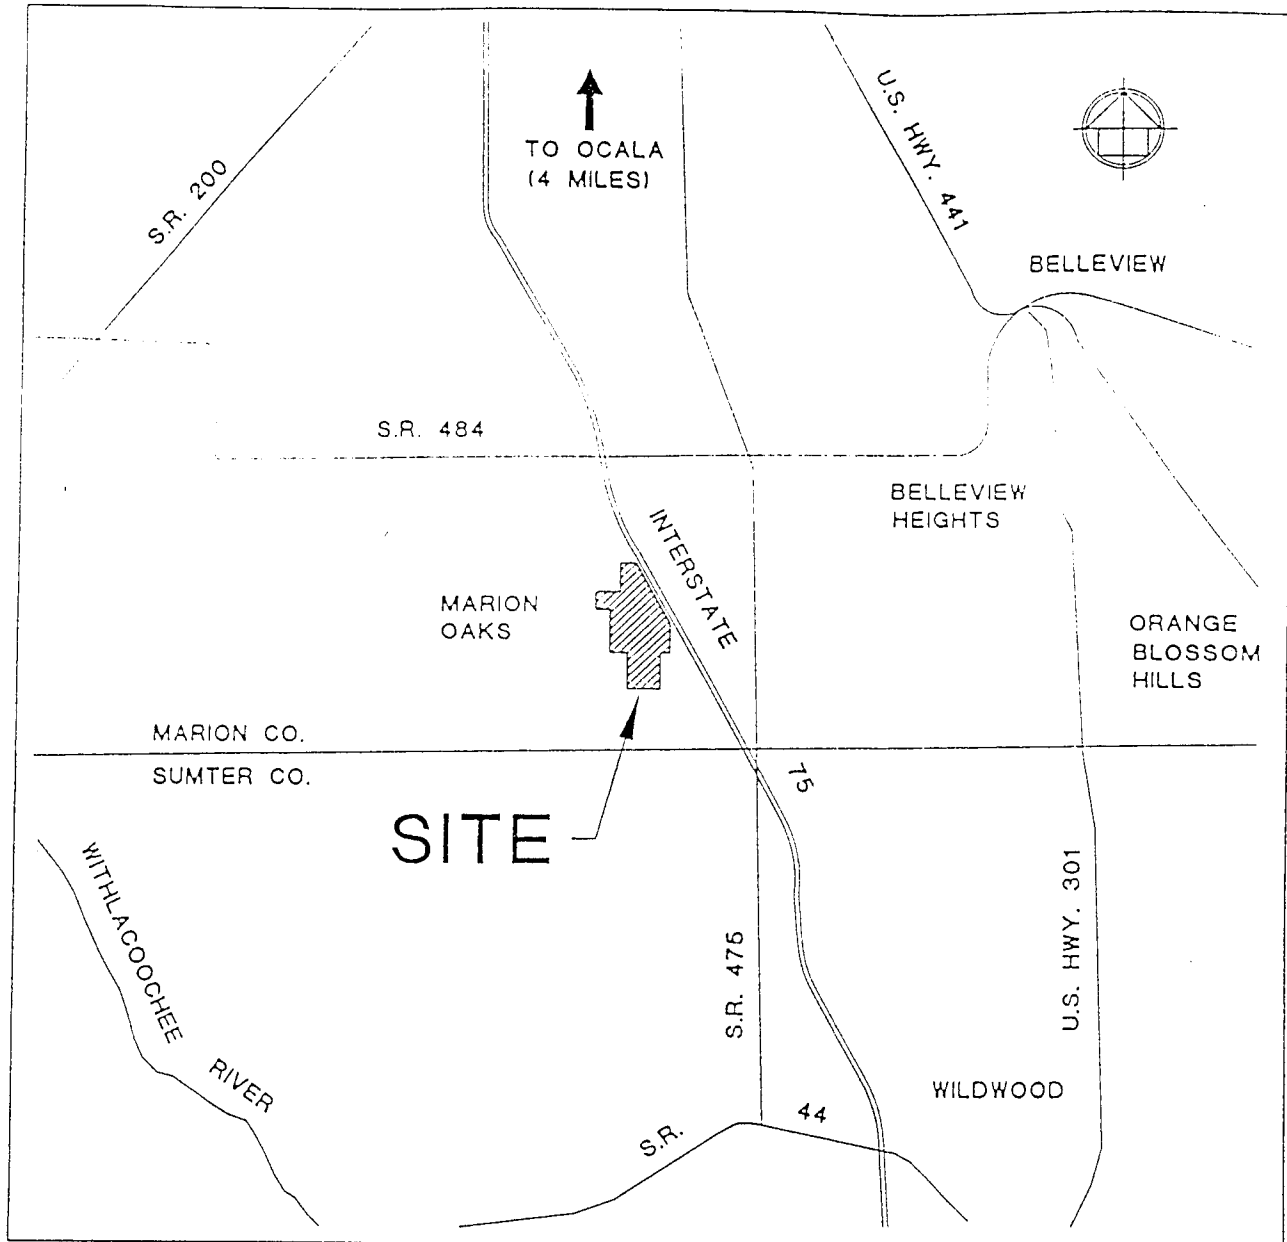 TO OCALA
(4 MILES)
S.R. 200
U.S. HWY. 441
BELLEVIEW
S.R. 484
BELLEVIEW
HEIGHTS
INTERSTATE
75
MARION
OAKS
ORANGE
BLOSSOM
HILLS
MARION CO.
SUMTER CO.
SITE
WITHLACOOCHEE
RIVER
S.R. 475
U.S. HWY. 301
WILDWOOD
S.R. 44